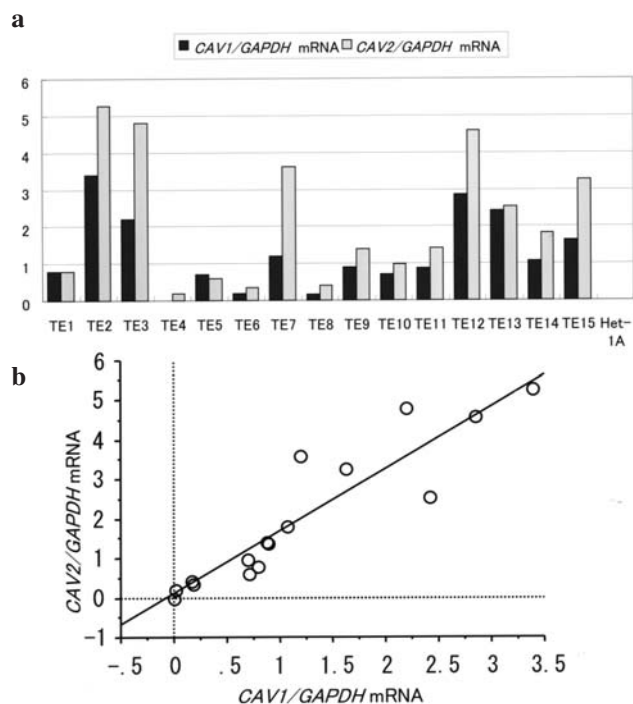 a
CAV1/GAPDH mRNA CAV2/GAPDH mRNA
6
5
4
3
2
1
0
TE1 TE2 TE3 TE4 TE5 TE6 TE7 TE8 TE9 TE10 TE11 TE12 TE13 TE14 TE15 Het-1A
b
CAV2/GAPDH mRNA
6
5
4
3
2
1
0
-1
-.5 0 .5 1 1.5 2 2.5 3 3.5
CAV1/GAPDH mRNA